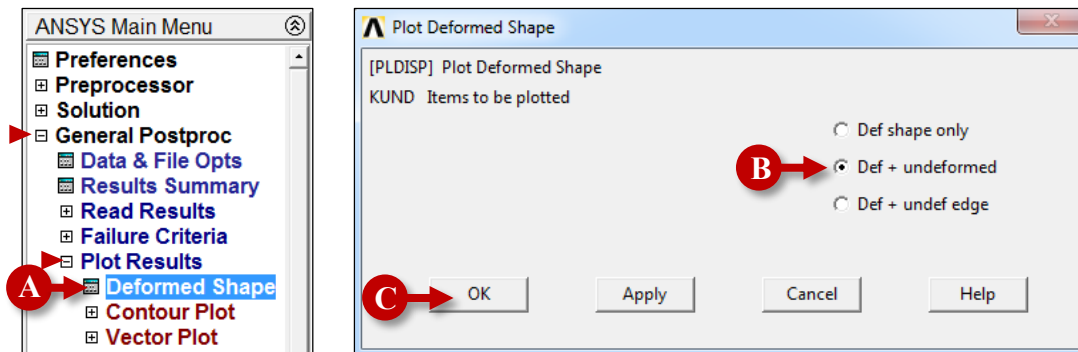 ANSYS Main Menu
Preferences
Preprocessor
Solution
General Postproc
Data & File Opts
Results Summary
Read Results
Failure Criteria
Plot Results
A
Deformed Shape
Contour Plot
Vector Plot
Plot Deformed Shape
[PLDISP] Plot Deformed Shape
KUND Items to be plotted
Def shape only
B
Def + undeformed
Def + undef edge
C
OK Apply Cancel Help